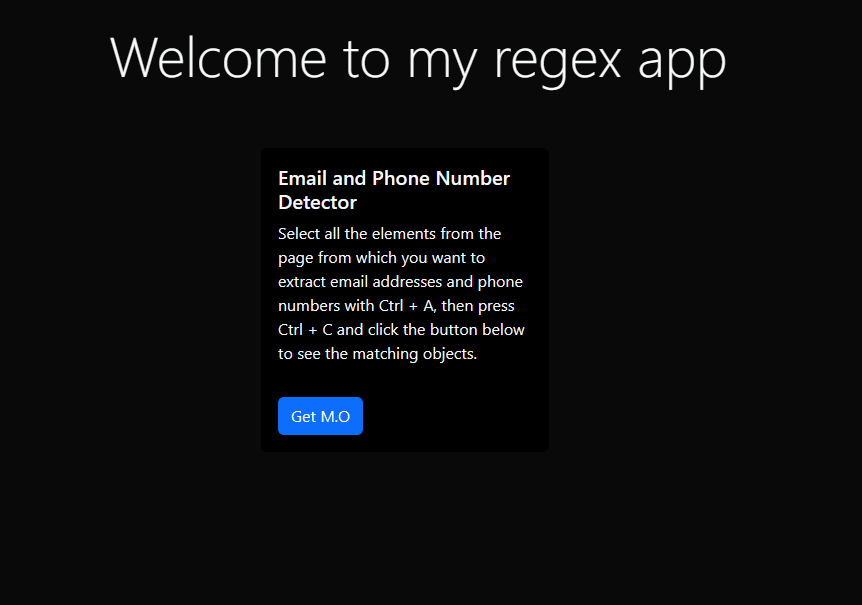 Welcome to my regex app
Email and Phone Number
Detector
Select all the elements from the
page from which you want to
extract email addresses and phone
numbers with Ctrl + A, then press
Ctrl + C and click the button below
to see the matching objects.
Get M.O